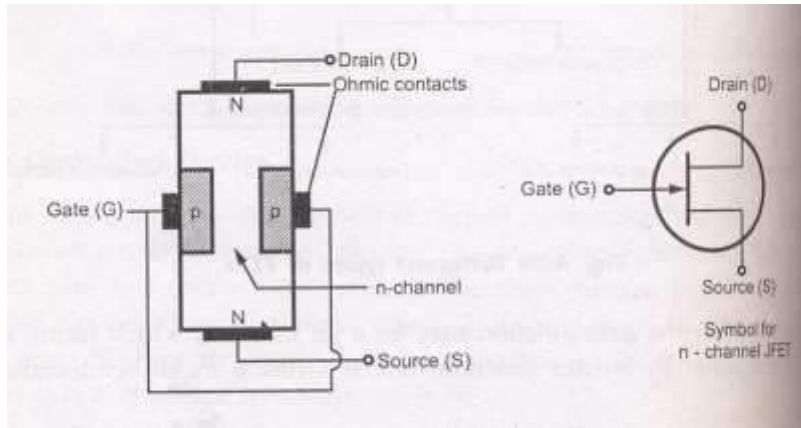 Drain (D)
Ohmic contacts
N
Gate (G)
p
p
n-channel
N
Source (S)
Drain (D)
Gate (G)
Source (S)
Symbol for
n - channel JFET